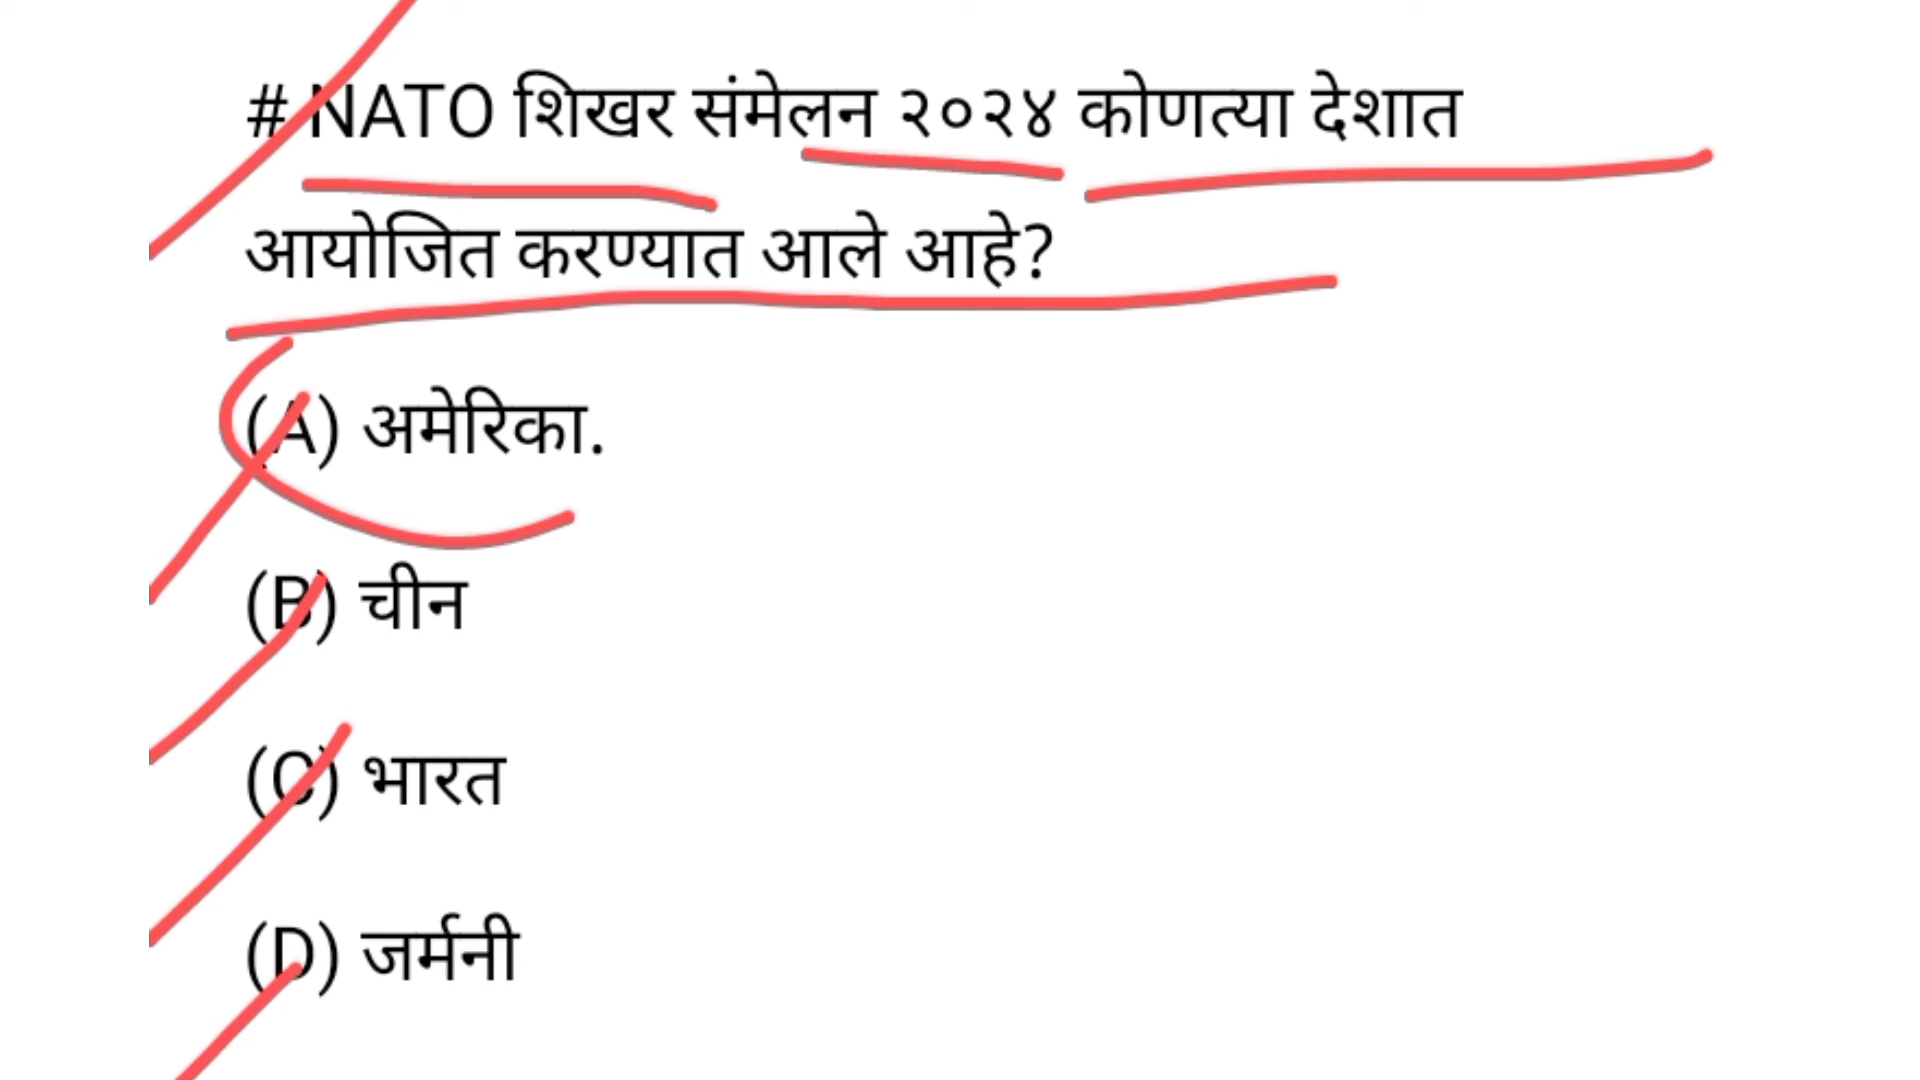 # NATO शिखर संमेलन २०२४ कोणत्या देशात
आयोजित करण्यात आले आहे?
(A) अमेरिका.
(B) चीन
(C) भारत
(D) जर्मनी